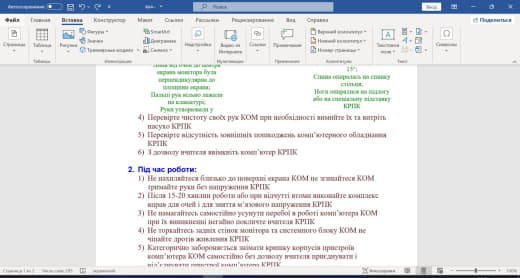 Автосохранение
Поиск
Вход
Файл Главная Вставка Конструктор Макет Ссылки Рассылки Рецензирование Вид Справка
Поделиться
Страницы
Таблица
Рисунки
Фигуры
Значки
Трехмерные модели
SmartArt
Диаграмма
Снимок
Надстройки
Видео из Интернета
Ссылки
Примечание
Верхний колонтитул
Нижний колонтитул
Номер страницы
Текстовое поле
Символы
Таблицы
Иллюстрации
Мультимедиа
Примечания
Колонтитулы
Текст
екрань монітора була
перпендикулярна до
площини екрана;
Пальці рук вільно лежали
на клавіатурі;
Руки утворювали у
15°;
Спина опиралась на спинку
стільця.
Ноги опиралися на підлогу
або на спеціальну підставку
КРПК
4) Перевірте чистоту своїх рук КОМ при необхідності вимийте їх та витріть
насухо КРПК
5) Перевірте відсутність зовнішніх пошкоджень комп’ютерного обладнання
КРПК
6) З дозволу вчителя ввімкніть комп’ютер КРПК
2. Під час роботи:
1) Не нахиляйтеся близько до поверхні екрана КОМ не згинайтеся КОМ
тримайте руки без напруження КРПК
2) Після 15-20 хвилин роботи або при відчутті втоми виконайте комплекс
вправ для очей і для зняття м’язового напруження КРПК
3) Не намагайтесь самостійно усунути перебої в роботі комп’ютера КОМ
при їх виникненні негайно покличте вчителя КРПК
4) Не торкайтесь задніх стінок монітора та системного блоку КОМ не
чіпайте дротів живлення КРПК
5) Категорично забороняється знімати кришку корпусів пристроїв
комп’ютера КОМ самостійно без дозволу вчителя приєднувати і
від’єднувати пристрої комп’ютера КРПК
Страница 1 из 2
Число слов: 285
украинский
Фокусировка